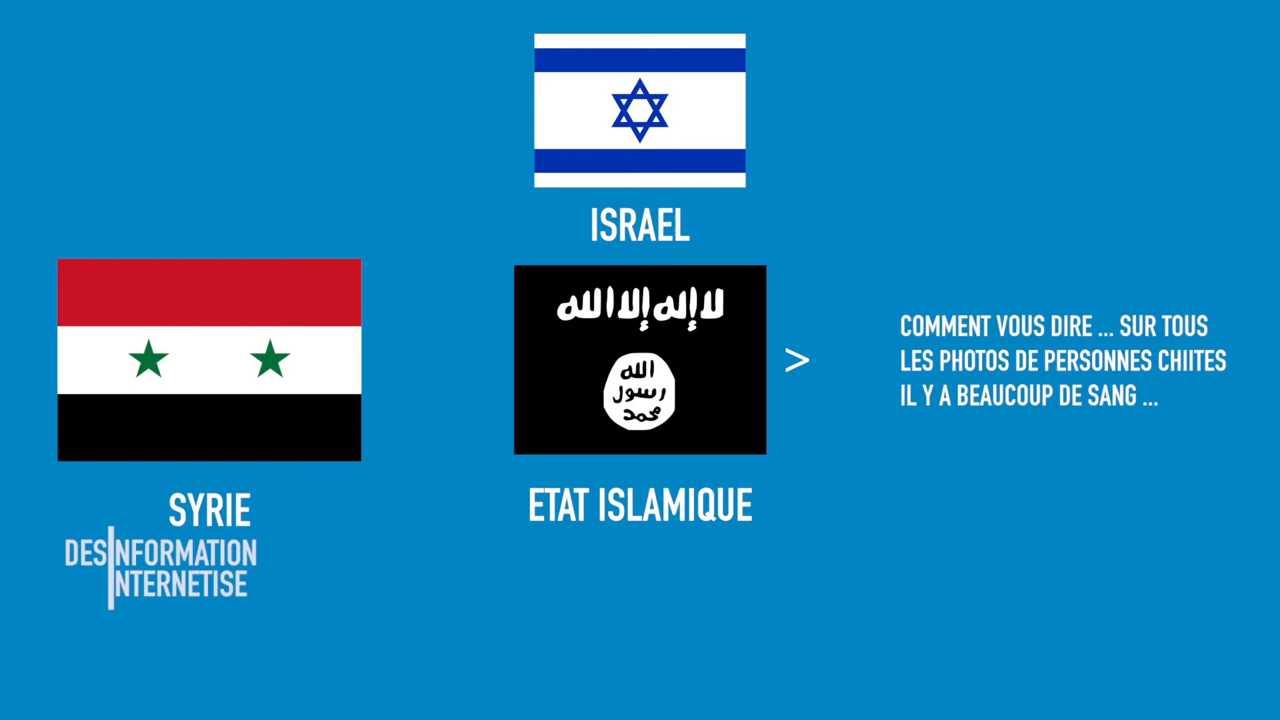 ISRAEL
لا إله إلا الله
الله
رسول
محمد
SYRIE
ETAT ISLAMIQUE
>
COMMENT VOUS DIRE ... SUR TOUS
LES PHOTOS DE PERSONNES CHIITES
IL Y A BEAUCOUP DE SANG ...
DESINFORMATION
INTERNETISE